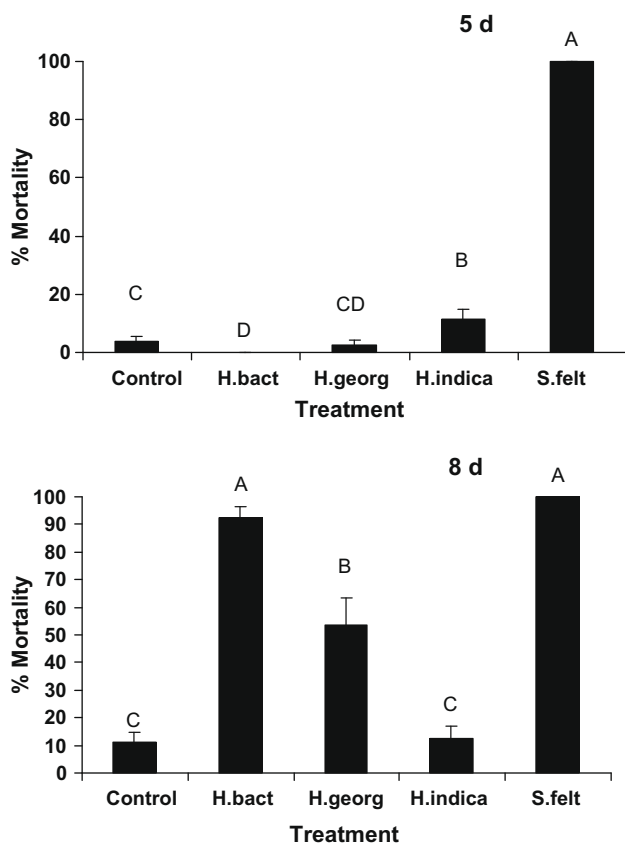 5 d
A
100
80
60
40
20
0
% Mortality
C
D
CD
B
Control H.bact H.georg H.indica S.felt
Treatment
8 d
A
A
100
90
80
70
60
50
40
30
20
10
0
% Mortality
B
C
C
Control H.bact H.georg H.indica S.felt
Treatment